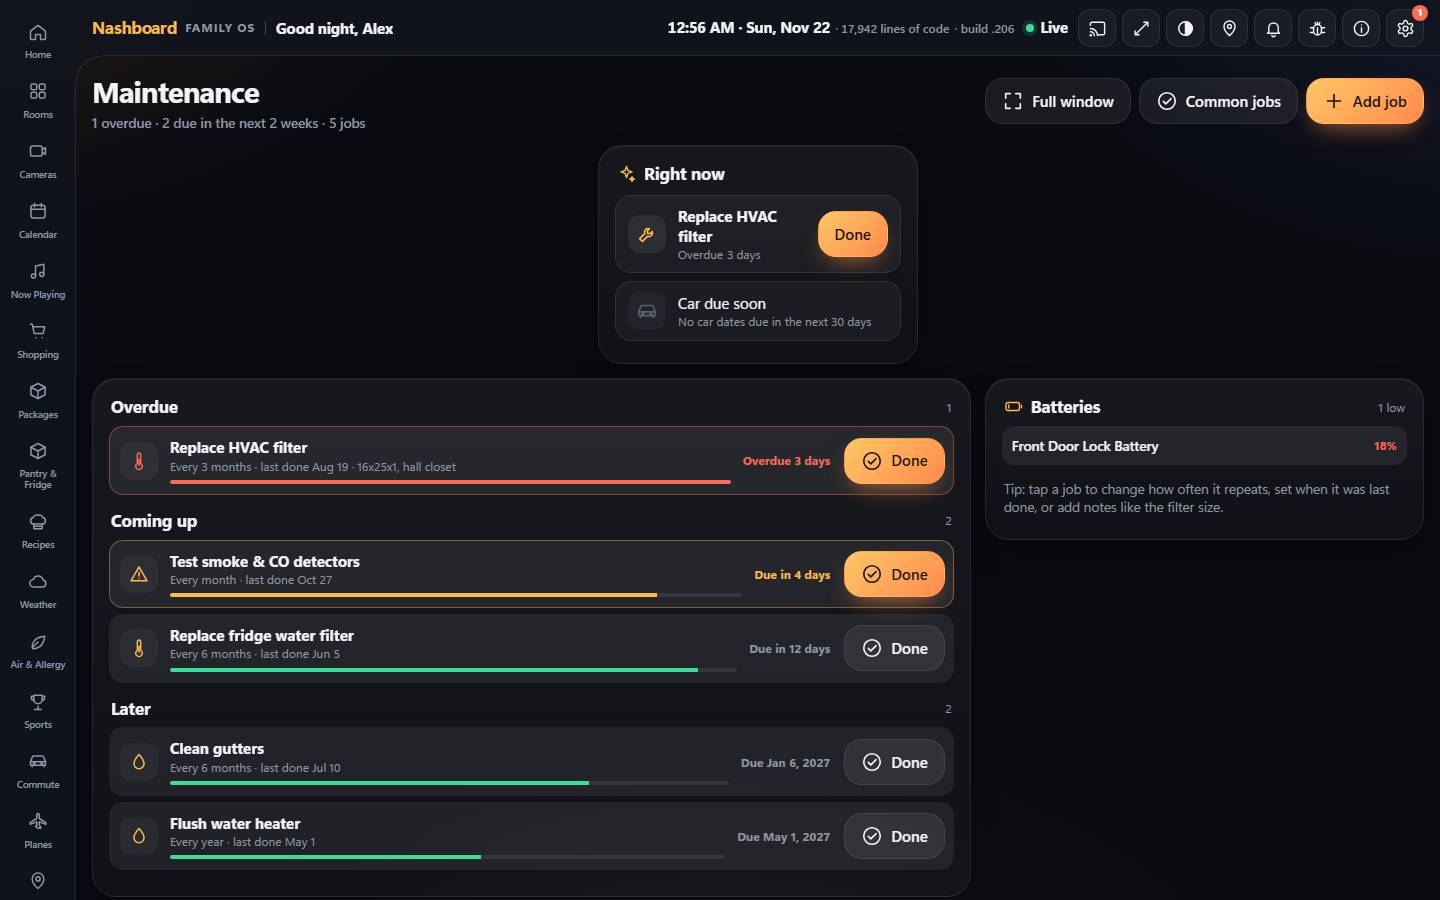 Nashboard FAMILY OS Good night, Alex
12:56 AM · Sun, Nov 22 · 17,942 lines of code · build .206 Live
1
Home
Rooms
Cameras
Calendar
Now Playing
Shopping
Packages
Pantry &
Fridge
Recipes
Weather
Air & Allergy
Sports
Commute
Planes
Maintenance
1 overdue · 2 due in the next 2 weeks · 5 jobs
Full window
Common jobs
Add job
Right now
Replace HVAC
filter
Overdue 3 days
Done
Car due soon
No car dates due in the next 30 days
Overdue 1
Replace HVAC filter
Every 3 months · last done Aug 19 · 16x25x1, hall closet
Overdue 3 days
Done
Coming up 2
Test smoke & CO detectors
Every month · last done Oct 27
Due in 4 days
Done
Replace fridge water filter
Every 6 months · last done Jun 5
Due in 12 days
Done
Later 2
Clean gutters
Every 6 months · last done Jul 10
Due Jan 6, 2027
Done
Flush water heater
Every year · last done May 1
Due May 1, 2027
Done
Batteries 1 low
Front Door Lock Battery 18%
Tip: tap a job to change how often it repeats, set when it was last
done, or add notes like the filter size.